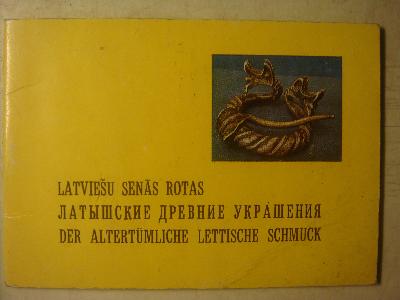 LATVIEŠU SENĀS ROTAS
ЛАТЫШСКИЕ ДРЕВНИЕ УКРАШЕНИЯ
DER ALTERTÜMLICHE LETTISCHE SCHMUCK